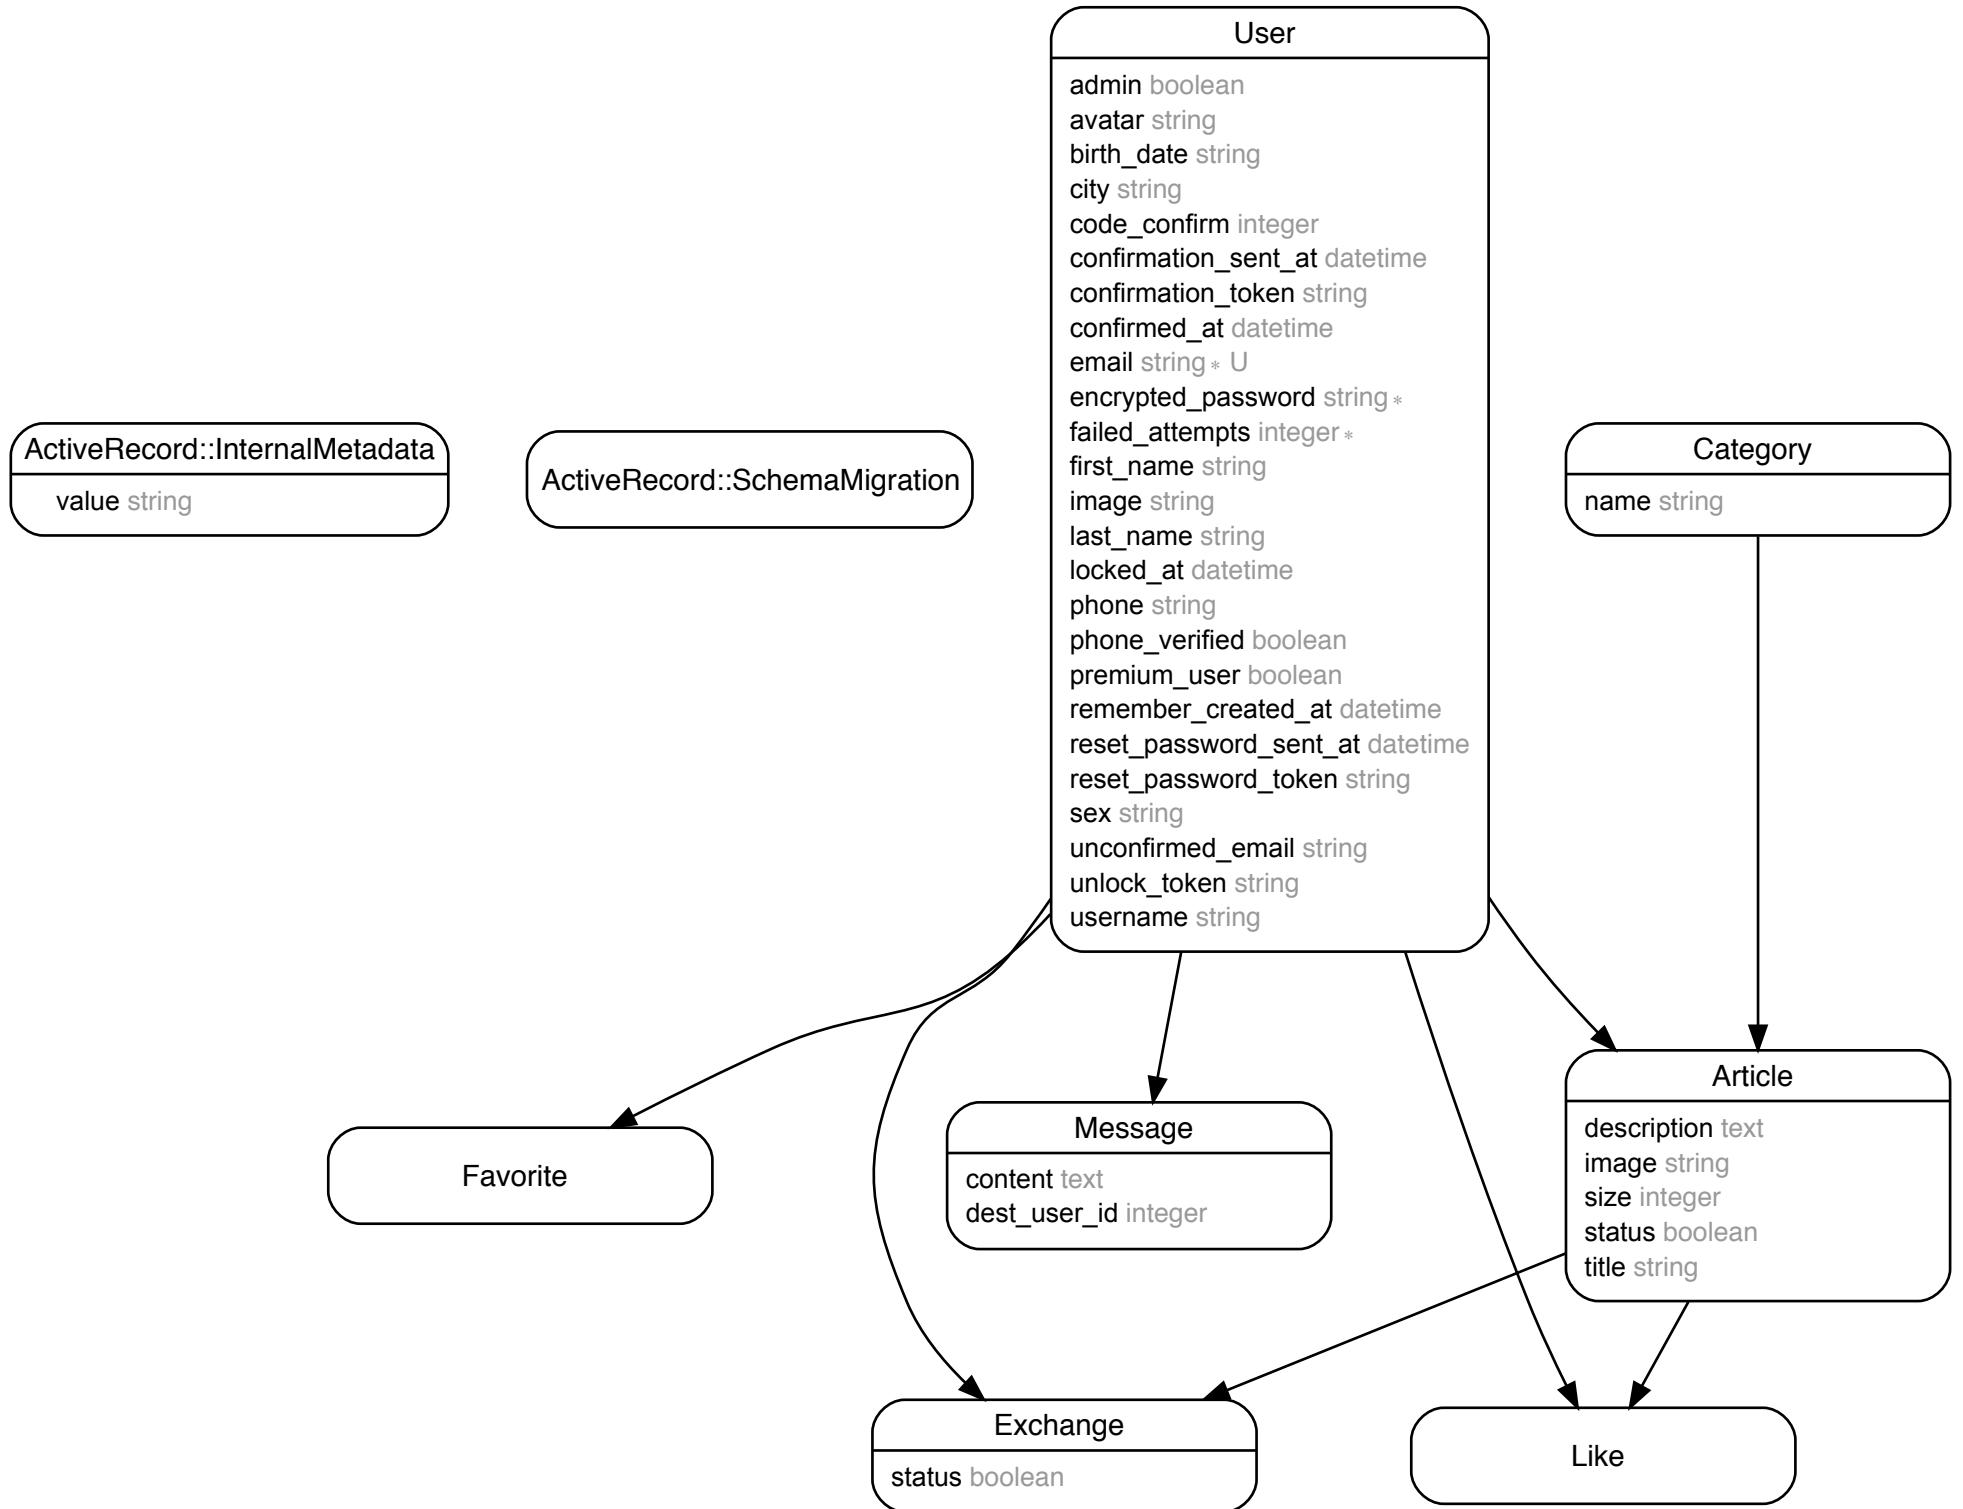 User
admin boolean
avatar string
birth_date string
city string
code_confirm integer
confirmation_sent_at datetime
confirmation_token string
confirmed_at datetime
email string∗ U
encrypted_password string∗
failed_attempts integer∗
first_name string
image string
last_name string
locked_at datetime
phone string
phone_verified boolean
premium_user boolean
remember_created_at datetime
reset_password_sent_at datetime
reset_password_token string
sex string
unconfirmed_email string
unlock_token string
username string
ActiveRecord::InternalMetadata
value string
ActiveRecord::SchemaMigration
Category
name string
Favorite
Message
content text
dest_user_id integer
Article
description text
image string
size integer
status boolean
title string
Exchange
status boolean
Like